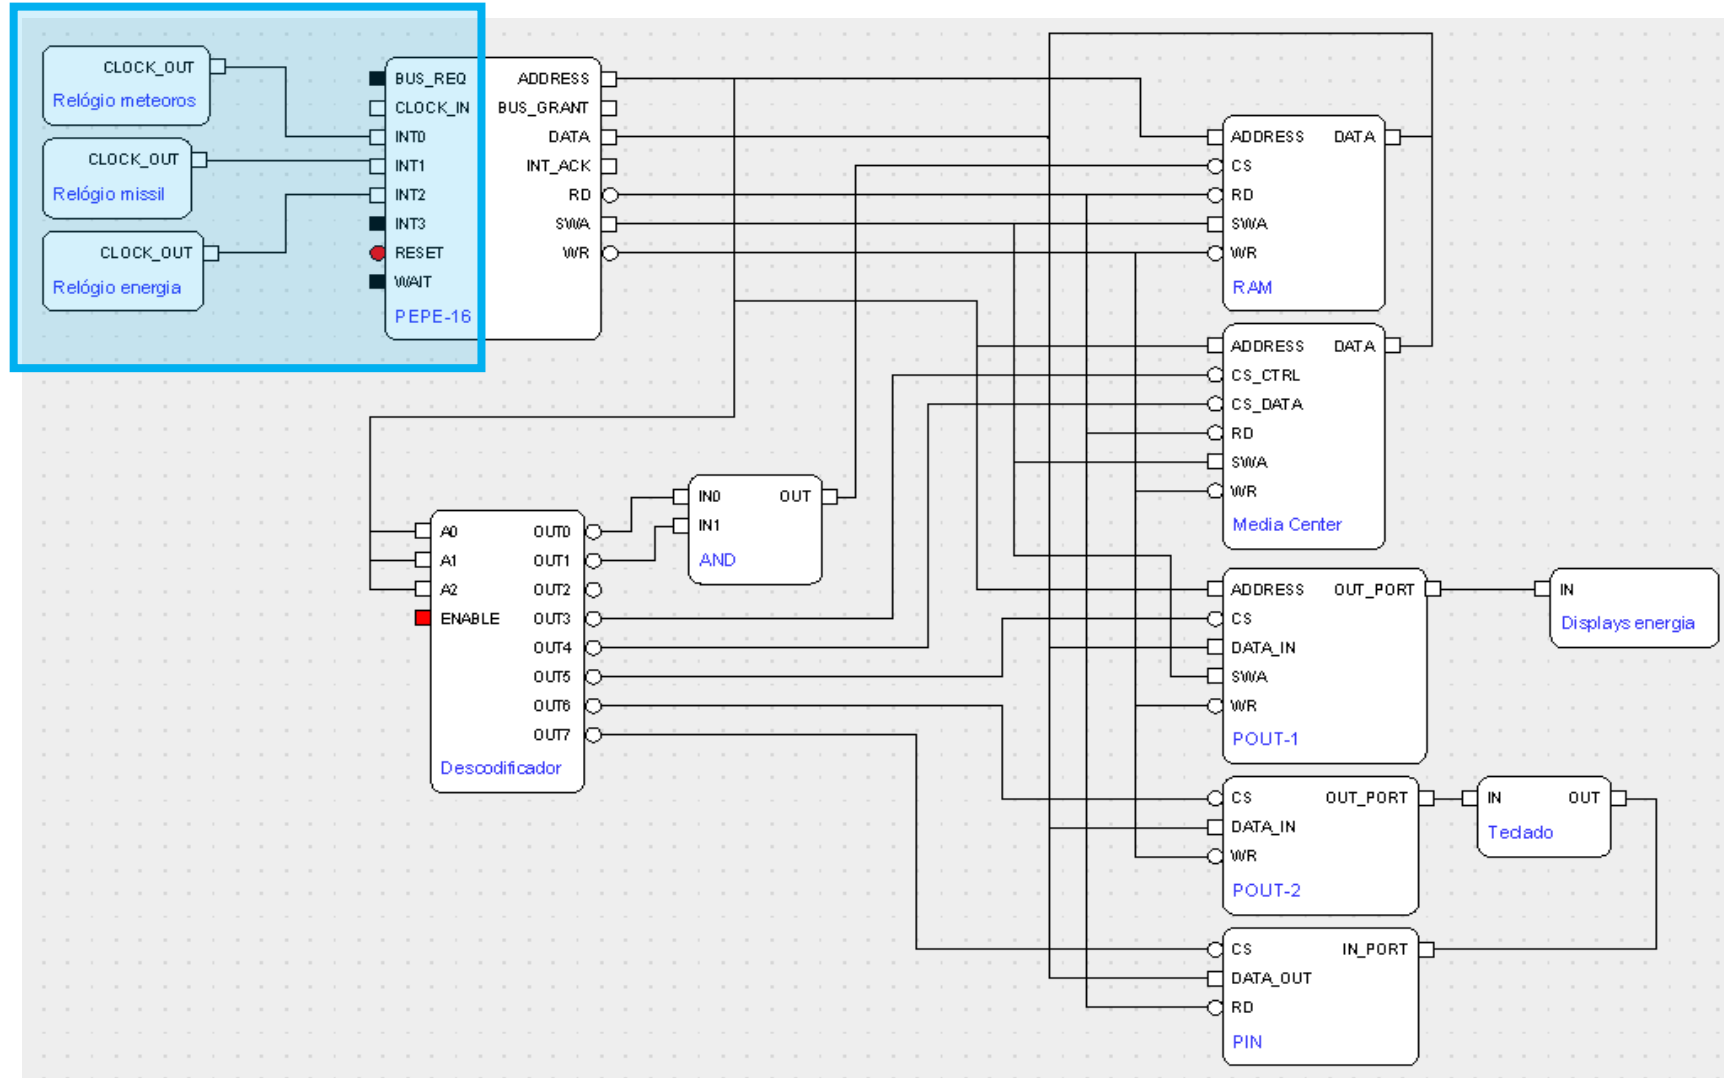 CLOCK_OUT
Relógio meteoros
CLOCK_OUT
Relógio missil
CLOCK_OUT
Relógio energia
BUS_REQ ADDRESS
CLOCK_IN BUS_GRANT
INT0 DATA
INT1 INT_ACK
INT2 RD
INT3 SWA
RESET WR
WAIT
PEPE-16
ADDRESS DATA
CS
RD
SWA
WR
RAM
ADDRESS DATA
CS_CTRL
CS_DATA
RD
SWA
WR
Media Center
IN0 OUT
IN1
AND
A0 OUT0
A1 OUT1
A2 OUT2
ENABLE OUT3
OUT4
OUT5
OUT6
OUT7
Descodificador
ADDRESS OUT_PORT
CS
DATA_IN
SWA
WR
POUT-1
IN
Displays energia
CS OUT_PORT
DATA_IN
WR
POUT-2
IN OUT
Teclado
CS IN_PORT
DATA_OUT
RD
PIN